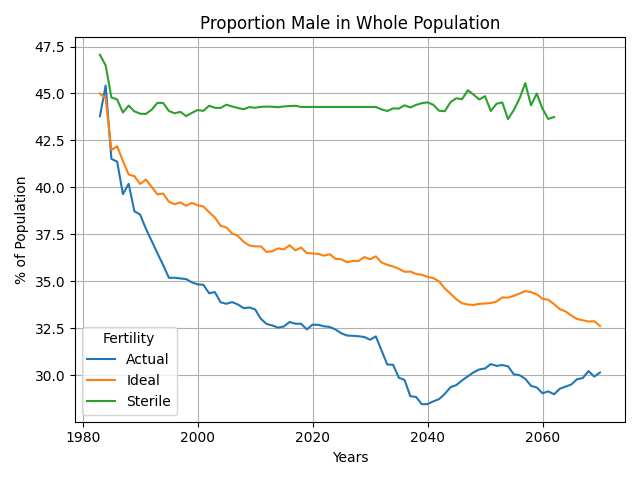 Proportion Male in Whole Population
% of Population
47.5
45.0
42.5
40.0
37.5
35.0
32.5
30.0
Fertility
Actual
Ideal
Sterile
1980
2000
2020
2040
2060
Years